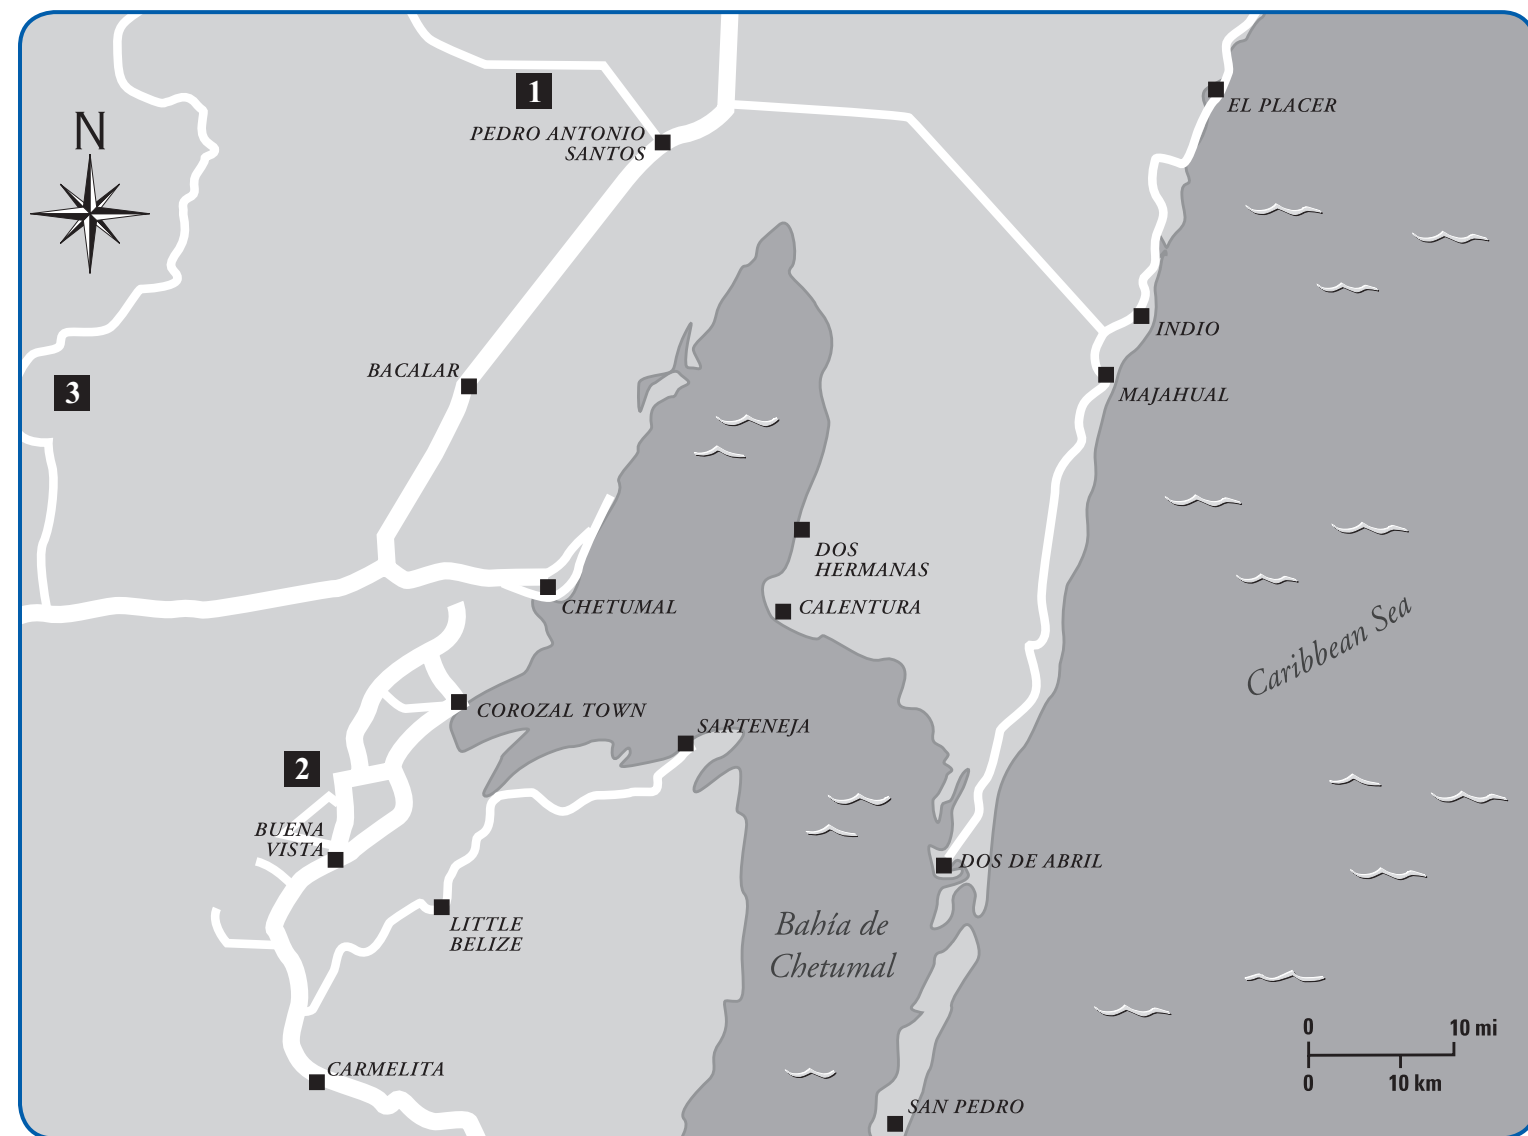 1
PEDRO ANTONIO
SANTOS
EL PLACER
N
INDIO
BACALAR
3
MAJAHUAL
DOS
HERMANAS
CHETUMAL
CALENTURA
Caribbean Sea
COROZAL TOWN
SARTENEJA
2
BUENA
VISTA
DOS DE ABRIL
LITTLE
BELIZE
Bahía de
Chetumal
0 10 mi
0 10 km
CARMELITA
SAN PEDRO